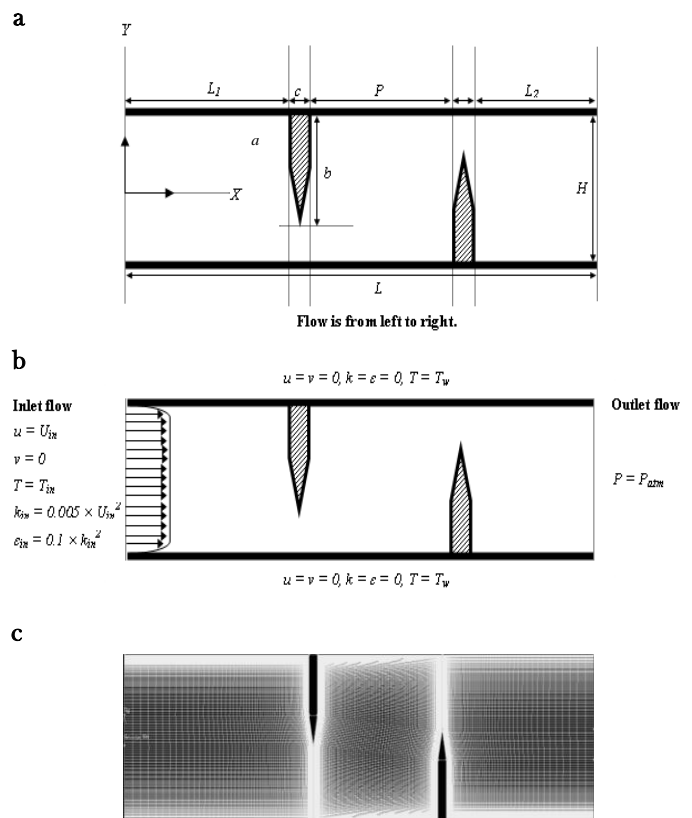 a
Y
L1 c P L2
a
b
X
H
L
Flow is from left to right.
b
u = v = 0, k = ε = 0, T = Tw
Inlet flow
u = Uin
v = 0
T = Tin
kin = 0.005 × Uin²
εin = 0.1 × kin²
Outlet flow
P = Patm
u = v = 0, k = ε = 0, T = Tw
c